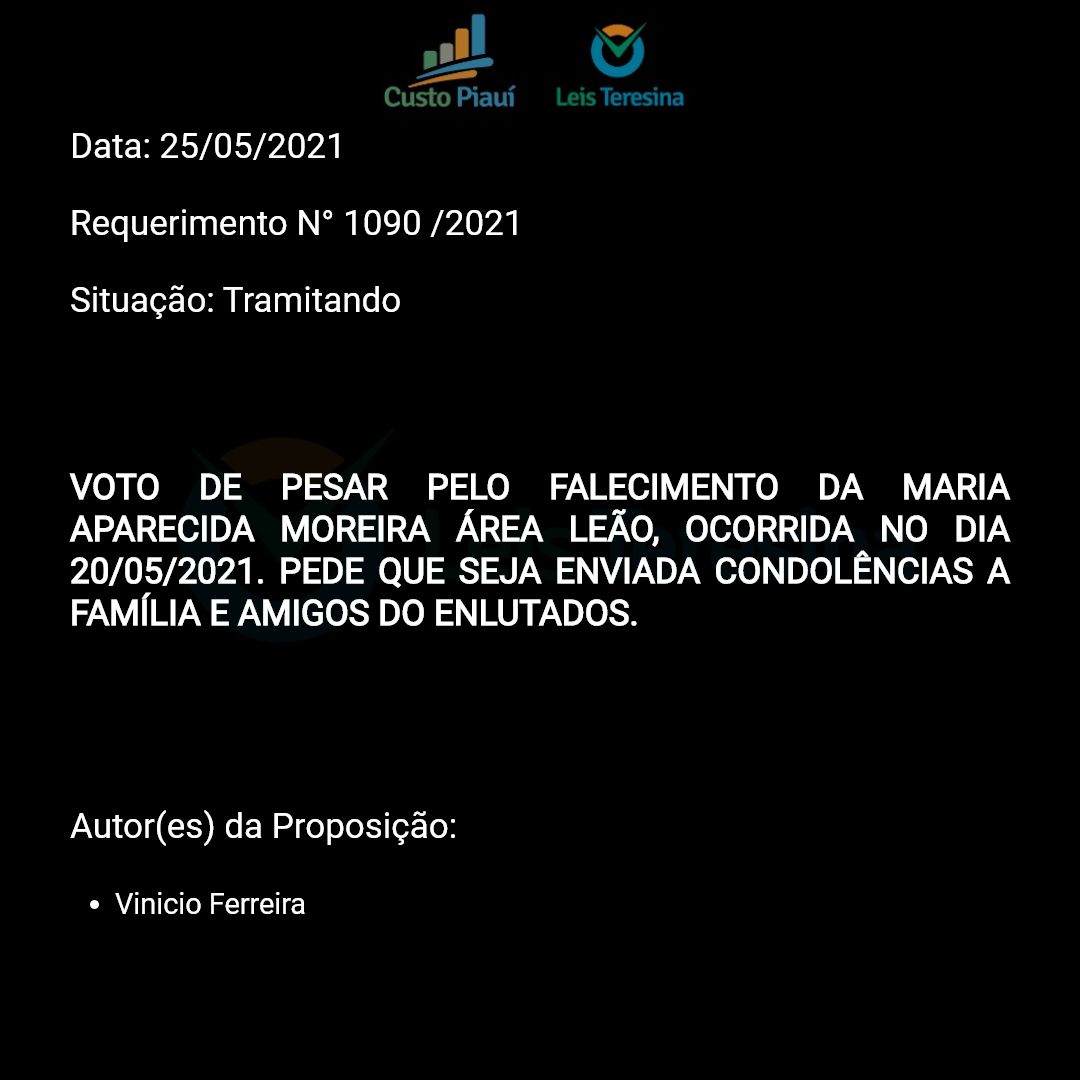 Custo Piauí Leis Teresina
Data: 25/05/2021
Requerimento N° 1090 /2021
Situação: Tramitando
VOTO DE PESAR PELO FALECIMENTO DA MARIA
APARECIDA MOREIRA ÁREA LEÃO, OCORRIDA NO DIA
20/05/2021. PEDE QUE SEJA ENVIADA CONDOLÊNCIAS A
FAMÍLIA E AMIGOS DO ENLUTADOS.
Autor(es) da Proposição:
• Vinicio Ferreira